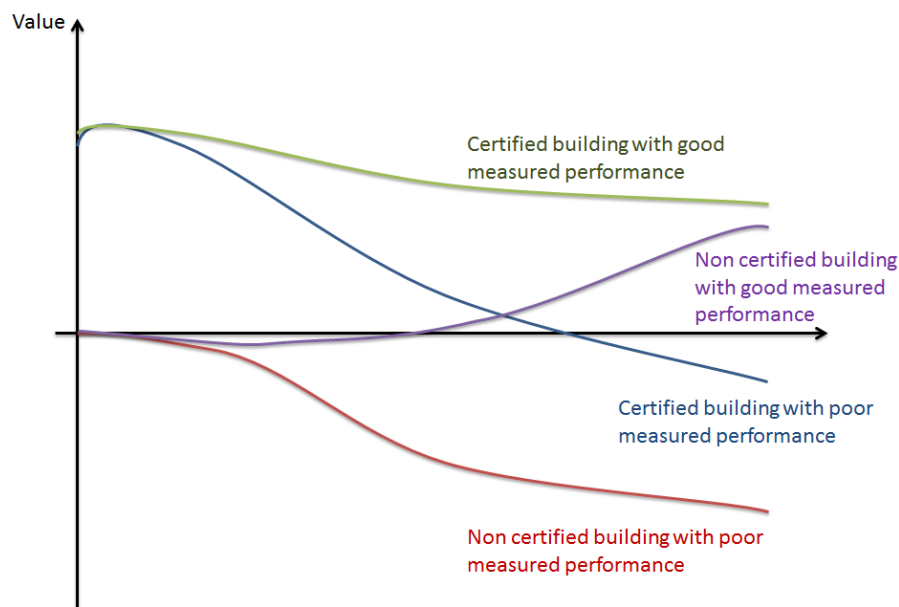 Value
Certified building with good
measured performance
Non certified building
with good measured
performance
Certified building with poor
measured performance
Non certified building with poor
measured performance